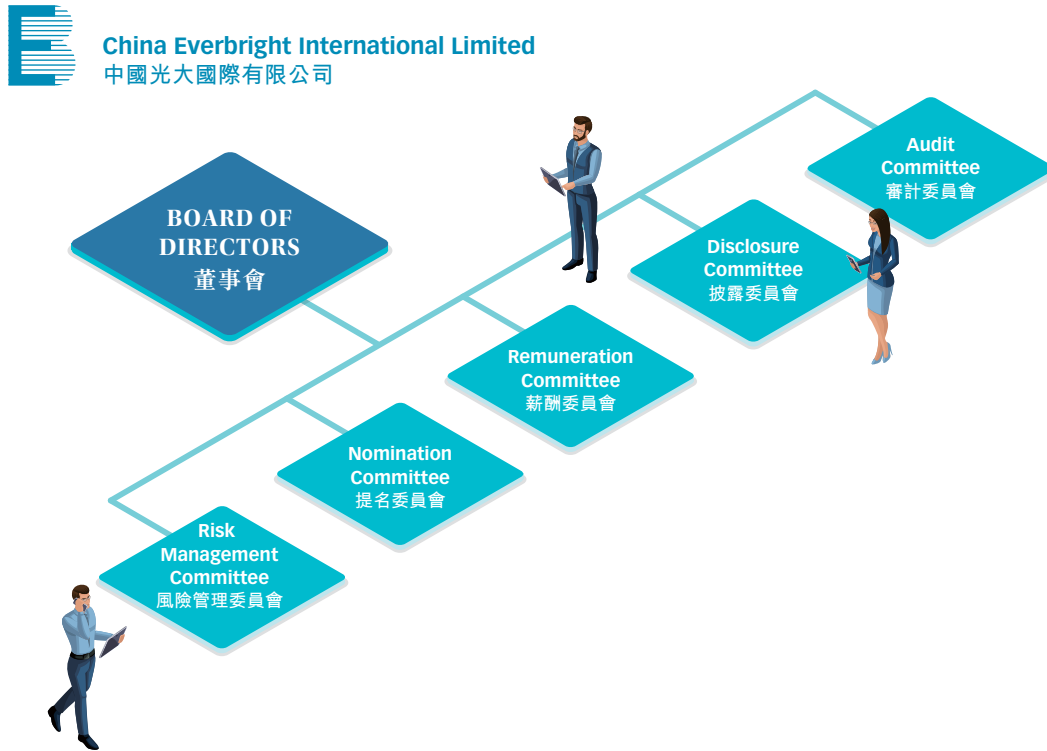 China Everbright International Limited
中國光大國際有限公司
BOARD OF
DIRECTORS
董事會
Audit
Committee
審計委員會
Disclosure
Committee
披露委員會
Remuneration
Committee
薪酬委員會
Nomination
Committee
提名委員會
Risk
Management
Committee
風險管理委員會